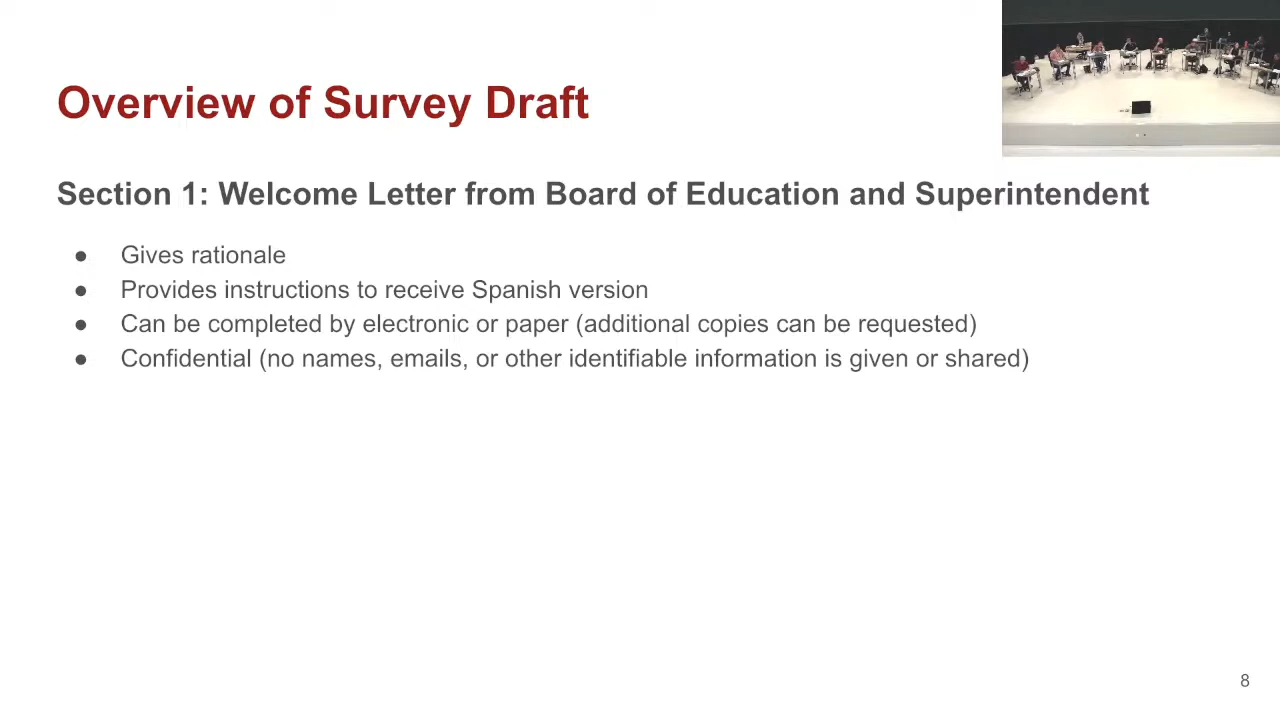 Overview of Survey Draft
Section 1: Welcome Letter from Board of Education and Superintendent
● Gives rationale
● Provides instructions to receive Spanish version
● Can be completed by electronic or paper (additional copies can be requested)
● Confidential (no names, emails, or other identifiable information is given or shared)
8